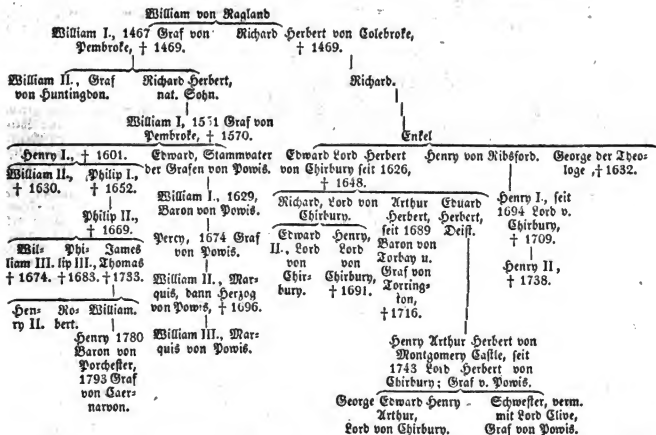 William von Ragland
William I., 1467 Graf von
Pembroke, † 1469.
Richard Herbert von Colebroke,
† 1469.
William II., Graf
von Huntingdon.
Richard Herbert,
nat. Sohn.
Richard.
William I, 1551 Graf von
Pembroke, † 1570.
Enkel
Henry I., † 1601.
Edward, Stammvater
der Grafen von Powis.
Edward Lord Herbert
von Chirbury seit 1626,
† 1648.
Henry von Ribsford.
George der Theo-
loge, † 1632.
William II.,
† 1630.
Philip I.,
† 1652.
William I., 1629,
Baron von Powis.
Richard, Lord von
Chirbury.
Arthur
Herbert,
seit 1689
Baron von
Torbay u.
Graf von
Torring-
ton,
† 1716.
Eduard
Herbert,
Deist.
Henry I., seit
1694 Lord v.
Chirbury,
† 1709.
Philip II.,
† 1669.
Percy, 1674 Graf
von Powis.
Edward
II., Lord
von
Chir-
bury.
Henry,
Lord
von
Chirbury,
† 1691.
Henry II,
† 1738.
Wil-
liam III.
† 1674.
Phi-
lip III.,
† 1683.
James
Thomas
† 1733.
William II., Mar-
quis, dann Herzog
von Powis, † 1696.
Hen-
ry II.
Ro-
bert.
William.
William III., Mar-
quis von Powis.
Henry 1780
Baron von
Porchester,
1793 Graf
von Caer-
narvon.
Henry Arthur Herbert von
Montgomery Castle, seit
1743 Lord Herbert von
Chirbury; Graf v. Powis.
George Edward Henry
Arthur,
Lord von Chirbury.
Schwester, verm.
mit Lord Clive,
Graf von Powis.